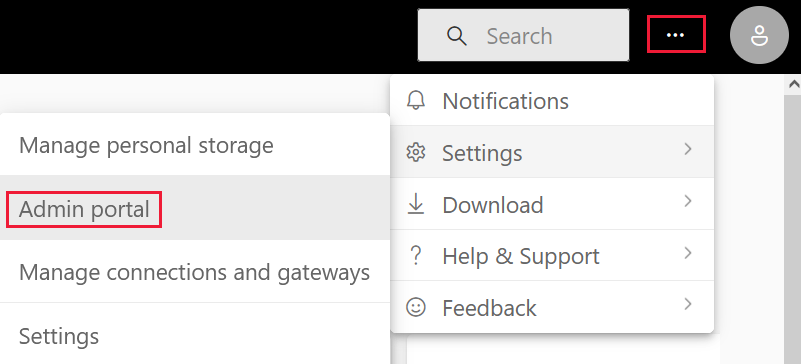 Search
...
Notifications
Settings
Download
Help & Support
Feedback
Manage personal storage
Admin portal
Manage connections and gateways
Settings